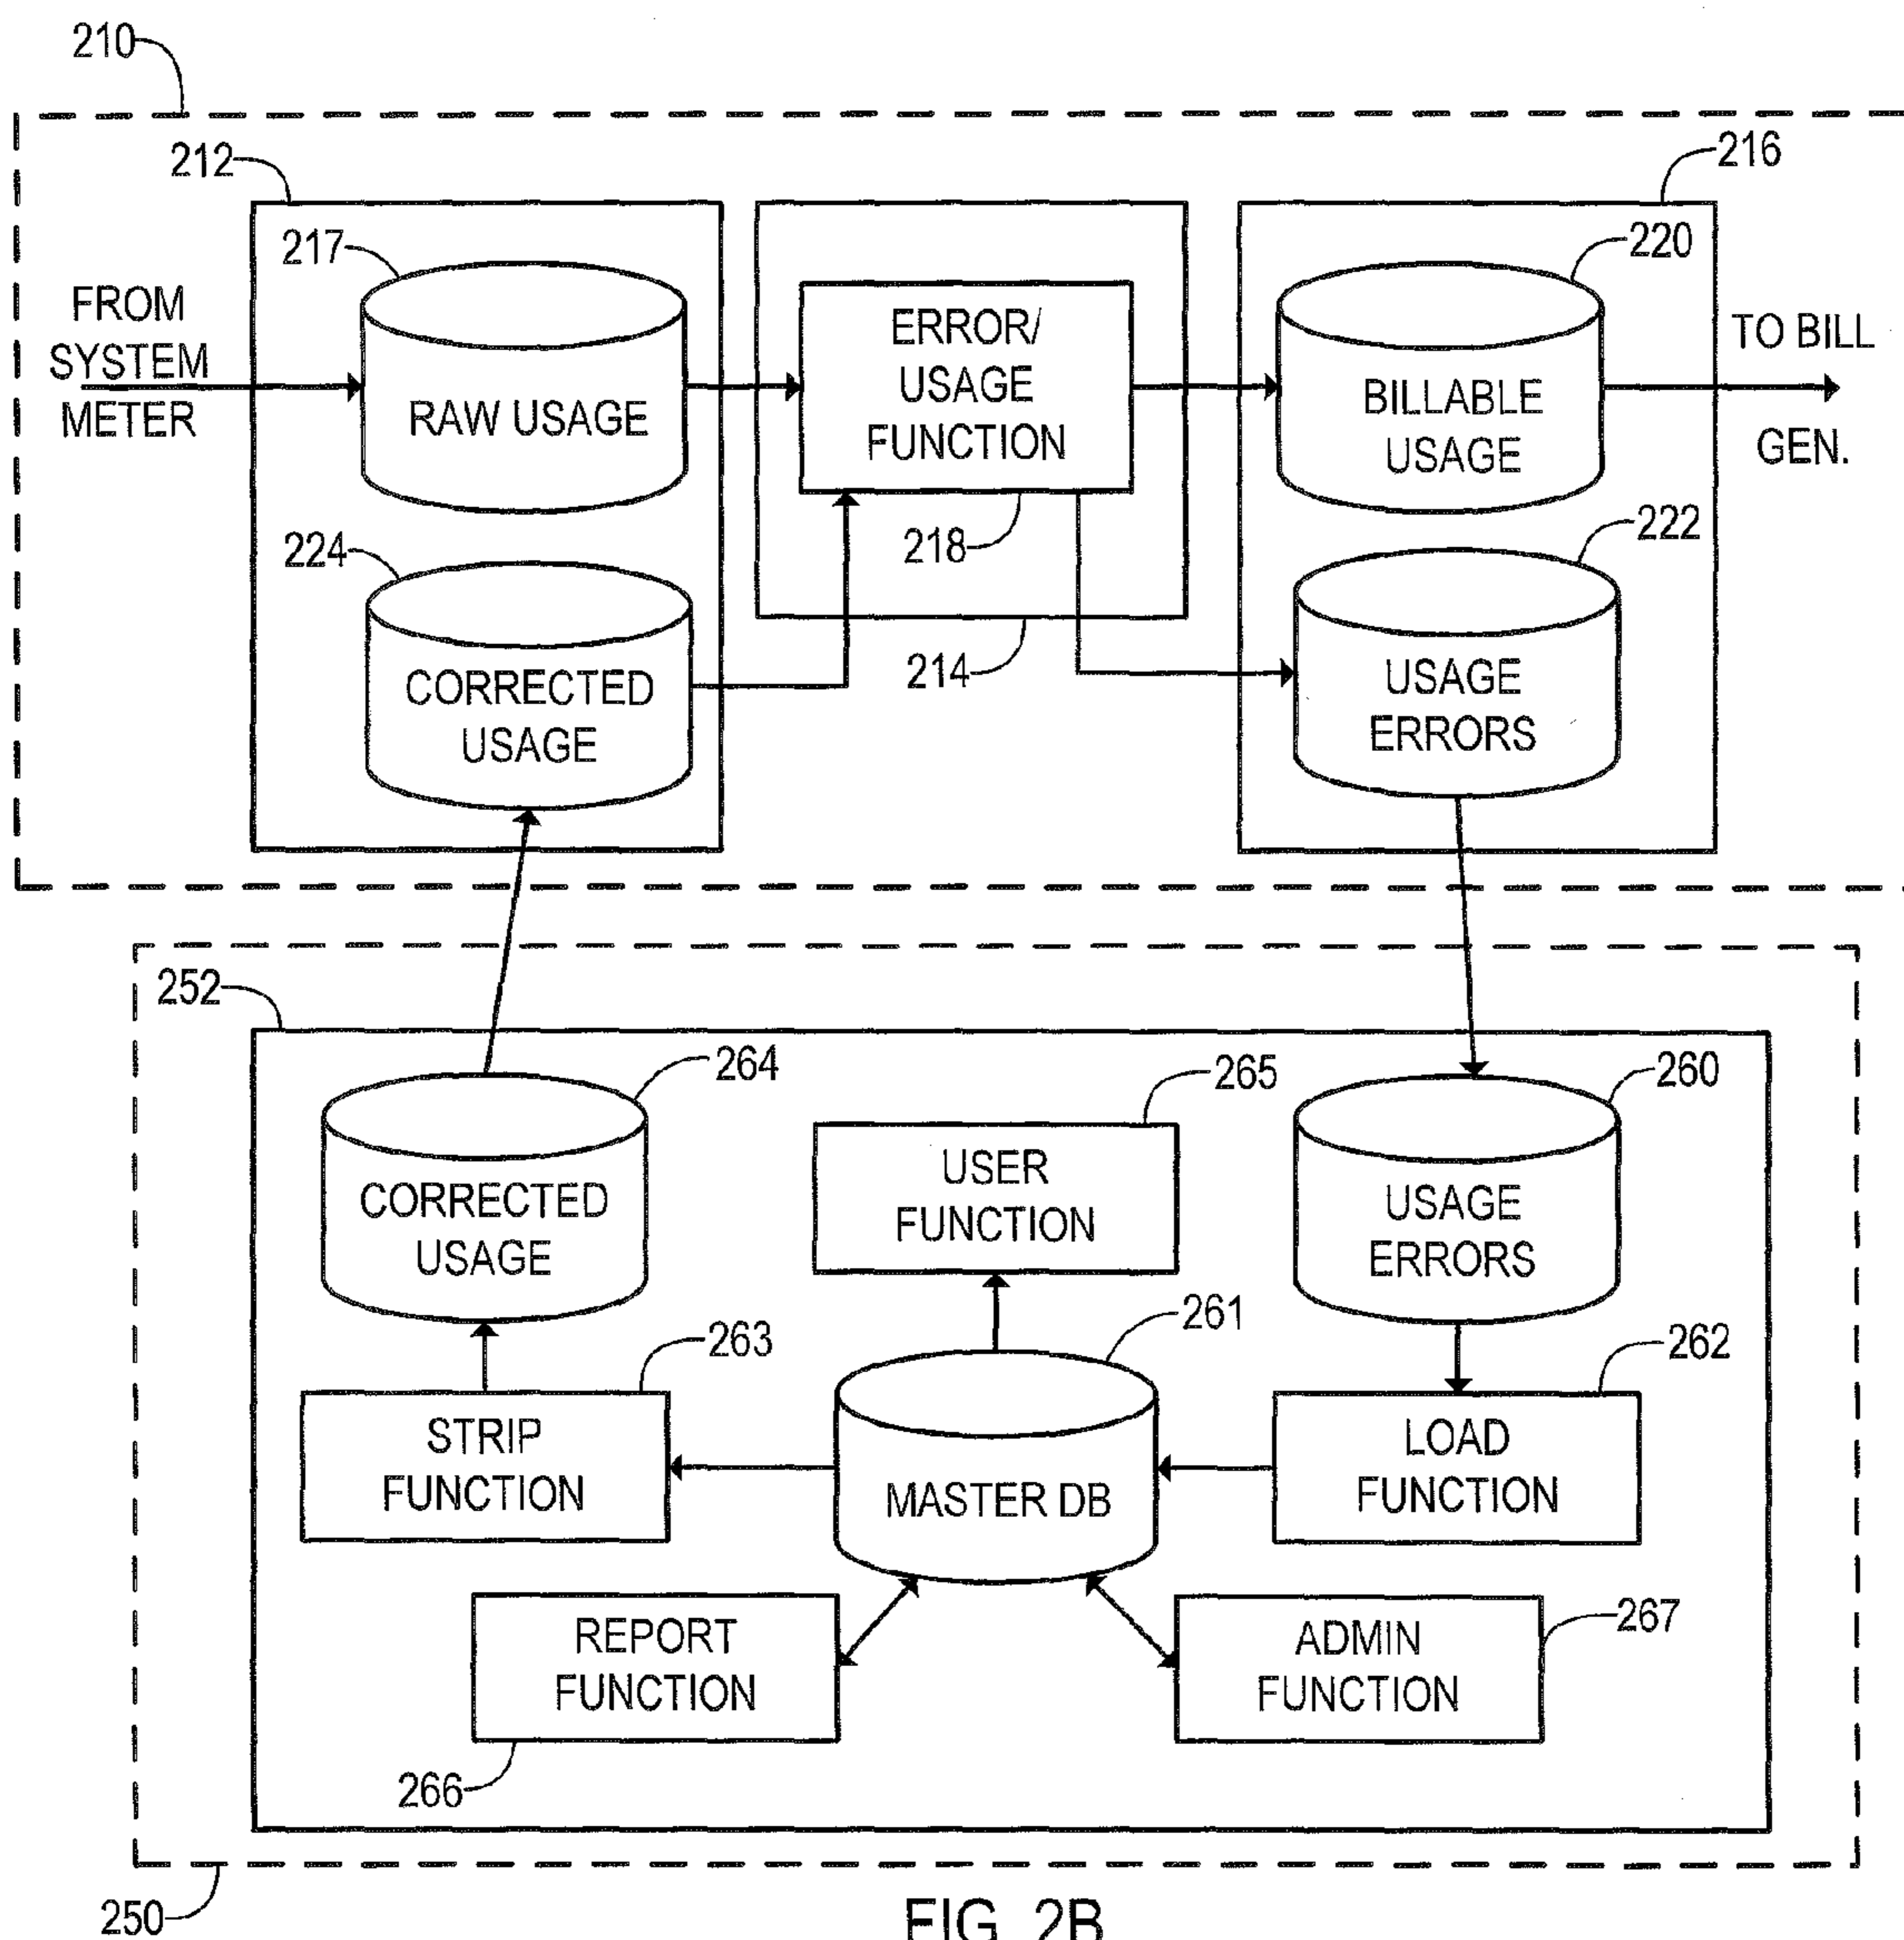 210
212
216
217
220
FROM
SYSTEM
METER
RAW USAGE
ERROR/
USAGE
FUNCTION
BILLABLE
USAGE
TO BILL
GEN.
224
218
222
CORRECTED
USAGE
214
USAGE
ERRORS
252
264
265
260
CORRECTED
USAGE
USER
FUNCTION
USAGE
ERRORS
263
261
262
STRIP
FUNCTION
MASTER DB
LOAD
FUNCTION
REPORT
FUNCTION
ADMIN
FUNCTION
267
266
250
FIG. 2B